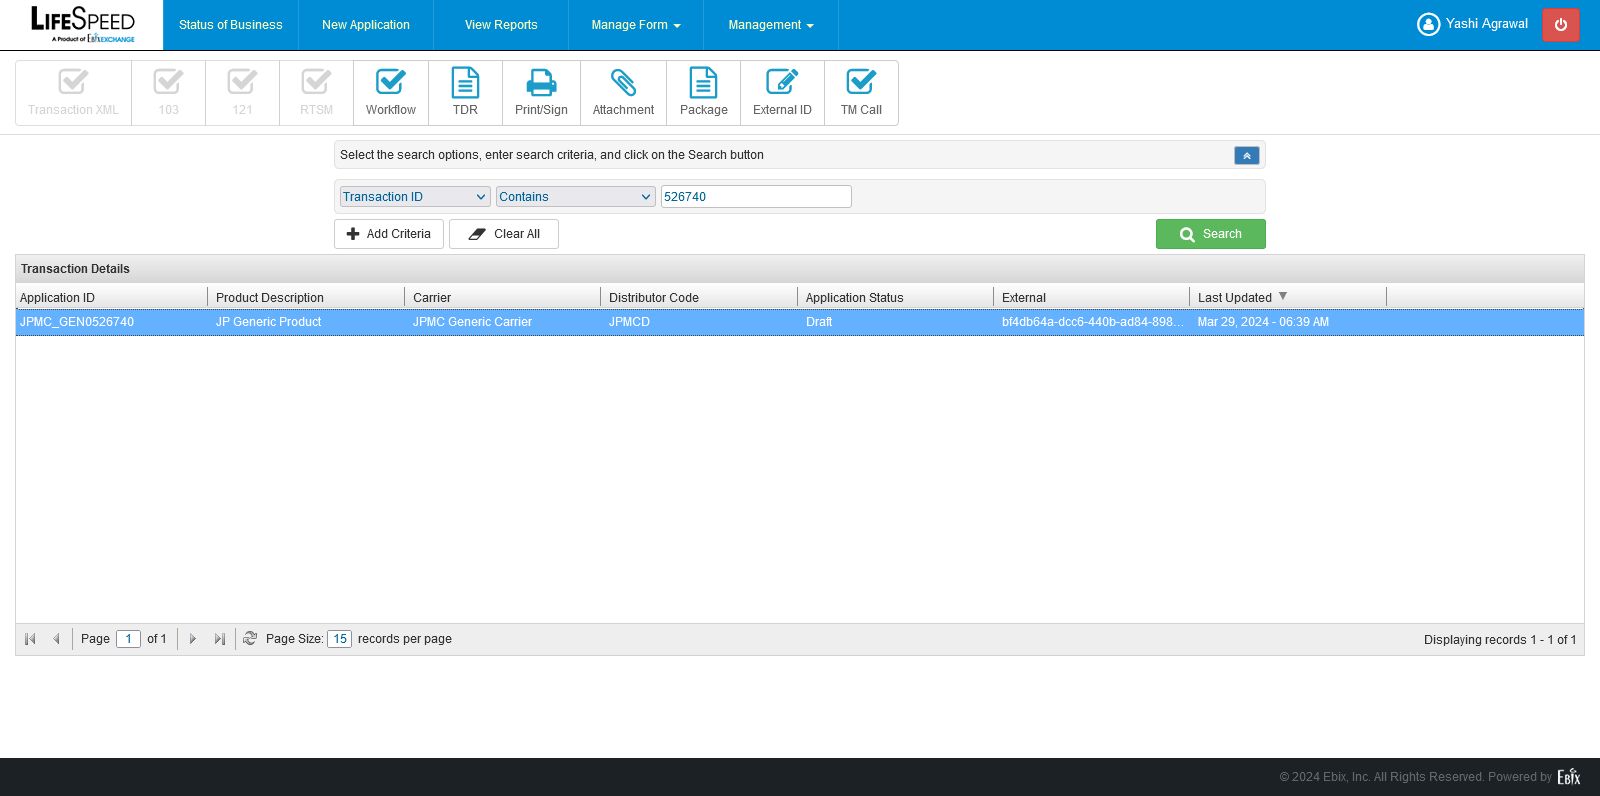 LIFESPEED
A Product of EbixEXCHANGE
Status of Business
New Application
View Reports
Manage Form
Management
Yashi Agrawal
Transaction XML
103
121
RTSM
Workflow
TDR
Print/Sign
Attachment
Package
External ID
TM Call
Select the search options, enter search criteria, and click on the Search button
Transaction ID
Contains
526740
Add Criteria
Clear All
Search
Transaction Details
Application ID Product Description Carrier Distributor Code Application Status External Last Updated
JPMC_GEN0526740 JP Generic Product JPMC Generic Carrier JPMCD Draft bf4db64a-dcc6-440b-ad84-898... Mar 29, 2024 - 06:39 AM
Page 1 of 1 Page Size: 15 records per page Displaying records 1 - 1 of 1
© 2024 Ebix, Inc. All Rights Reserved. Powered by Ebix